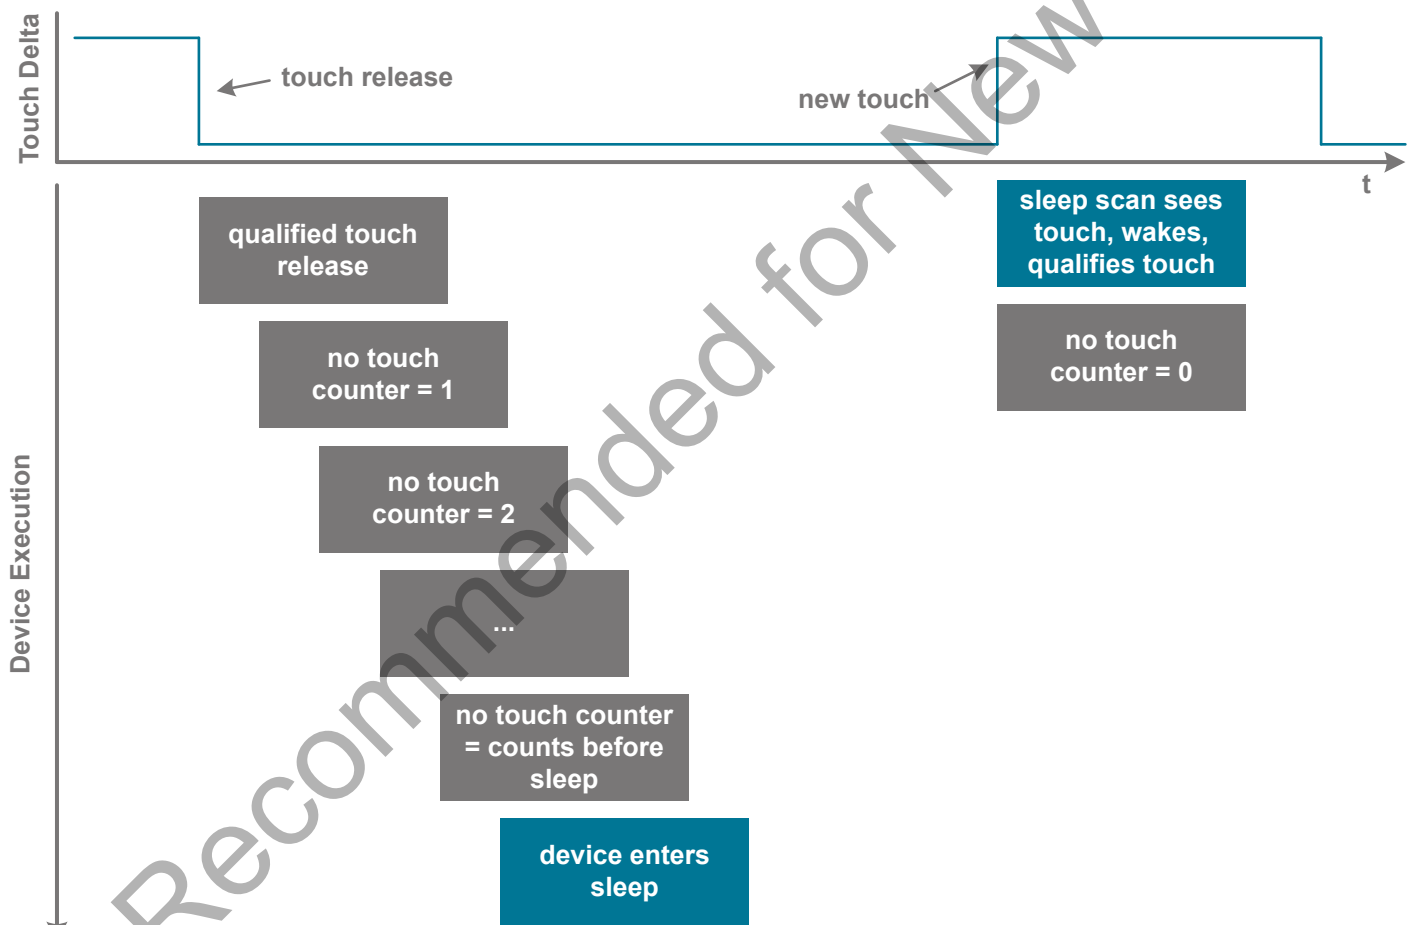 Touch Delta
touch release
new touch
t
Device Execution
qualified touch
release
no touch
counter = 1
no touch
counter = 2
...
no touch counter
= counts before
sleep
device enters
sleep
sleep scan sees
touch, wakes,
qualifies touch
no touch
counter = 0
Recommended for New